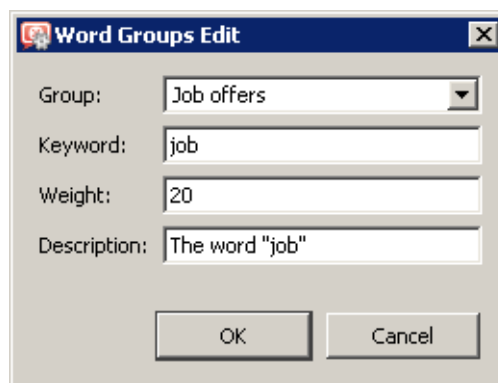 Word Groups Edit
Group: Job offers
Keyword: job
Weight: 20
Description: The word "job"
OK Cancel